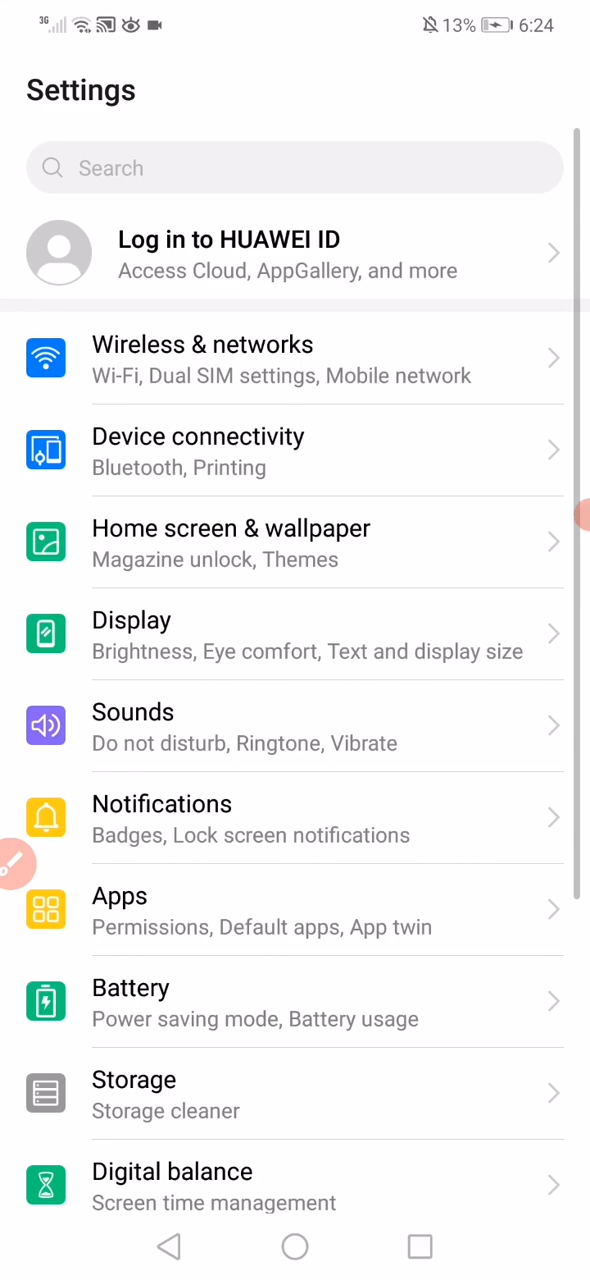 3G 13% 6:24
Settings
Search
Log in to HUAWEI ID
Access Cloud, AppGallery, and more
Wireless & networks
Wi-Fi, Dual SIM settings, Mobile network
Device connectivity
Bluetooth, Printing
Home screen & wallpaper
Magazine unlock, Themes
Display
Brightness, Eye comfort, Text and display size
Sounds
Do not disturb, Ringtone, Vibrate
Notifications
Badges, Lock screen notifications
Apps
Permissions, Default apps, App twin
Battery
Power saving mode, Battery usage
Storage
Storage cleaner
Digital balance
Screen time management